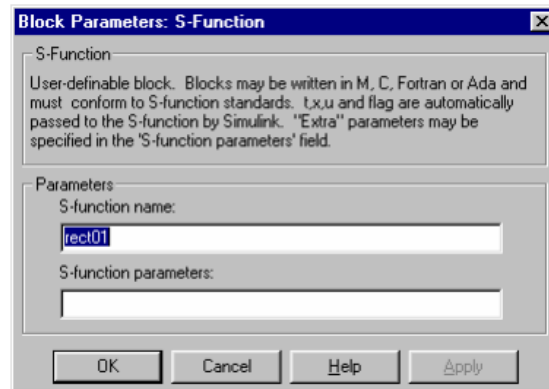 Block Parameters: S-Function
S-Function
User-definable block.  Blocks may be written in M, C, Fortran or Ada and
must  conform to S-function standards.  t,x,u and flag are automatically
passed to the S-function by Simulink.  "Extra" parameters may be
specified in the 'S-function parameters' field.
Parameters
S-function name:
rect01
S-function parameters:
OK Cancel Help Apply